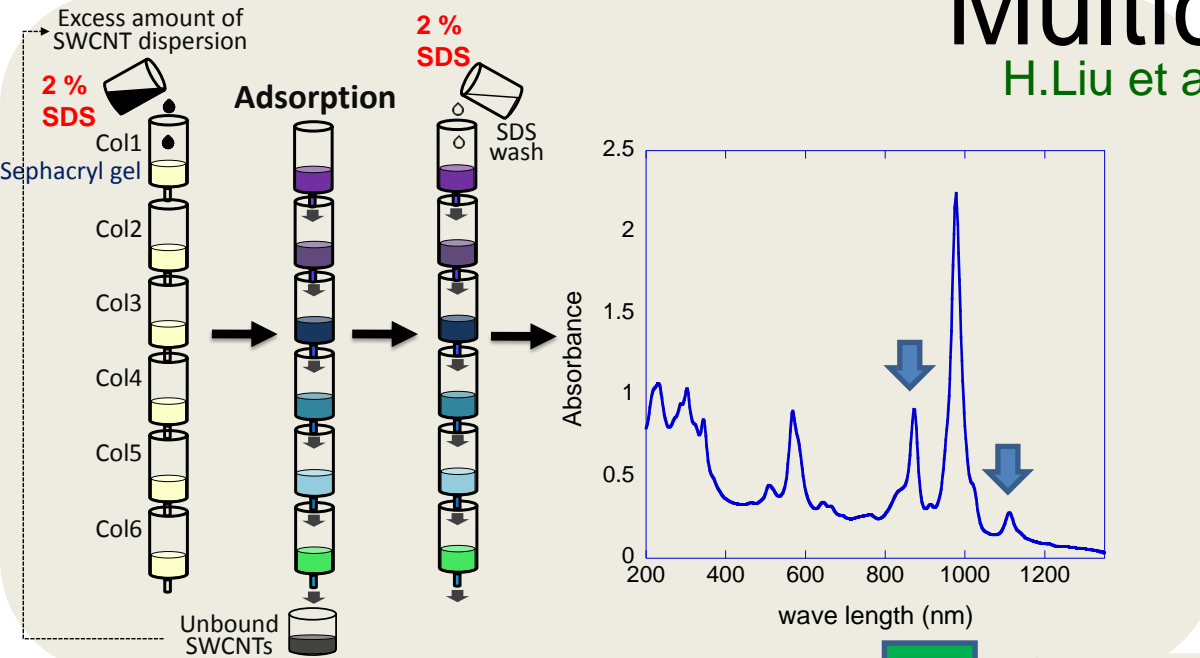 Excess amount of
SWCNT dispersion
2 %
SDS
Col1
Sephacryl gel
Col2
Col3
Col4
Col5
Col6
Adsorption
Unbound
SWCNTs
2 %
SDS
SDS
wash
H.Liu et a
2.5
2
1.5
1
0.5
0
Absorbance
200 400 600 800 1000 1200
wave length (nm)